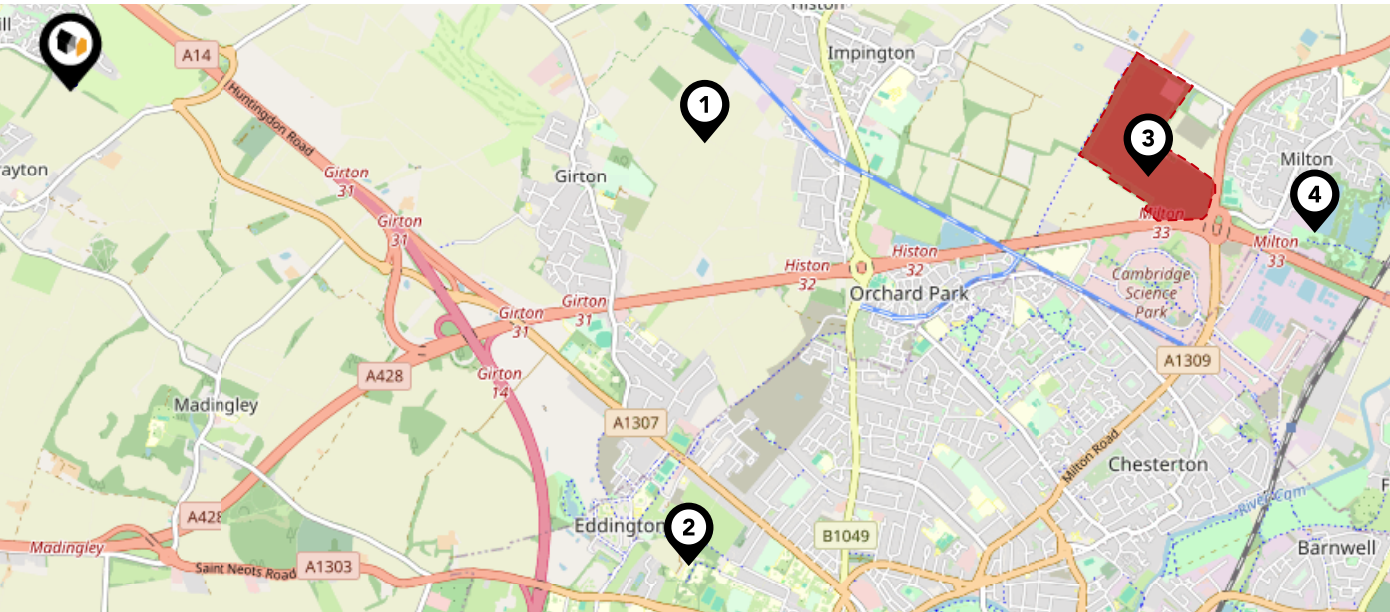 Histon
ill
A14
Impington
1
Huntingdon Road
3
rayton
Girton
31
Girton
Milton
4
Girton
31
Milton
33
Histon
32
Milton
33
Histon
32
Cambridge
Science
Park
Orchard Park
Girton
31
Girton
31
A1309
A428
Girton
14
Madingley
A1307
Milton Road
Chesterton
River Cam
F
A428
Eddington
2
B1049
Madingley
Saint Neots Road
A1303
Barnwell